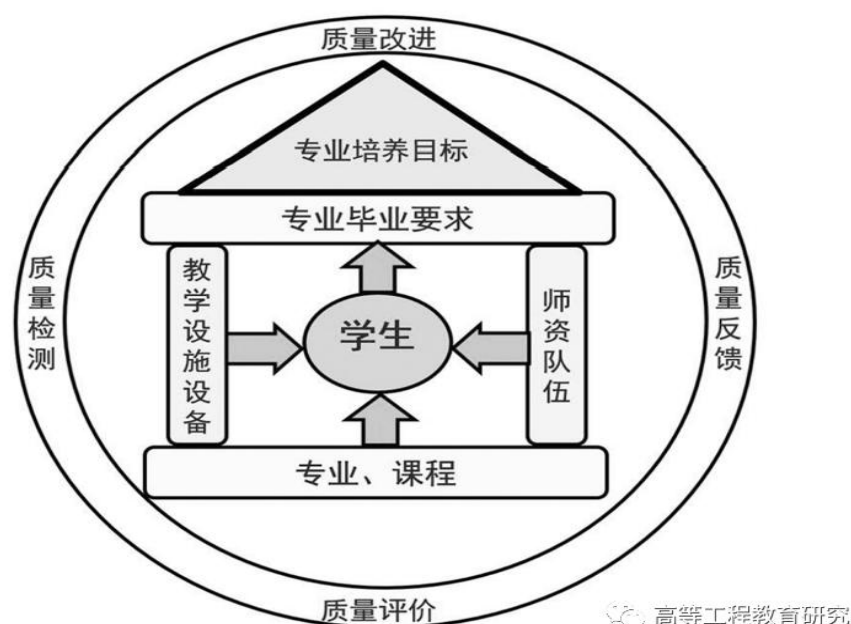 质量改进
专业培养目标
专业毕业要求
质量检测
教学设施设备
学生
师资队伍
质量反馈
专业、课程
质量评价
高等工程教育研究